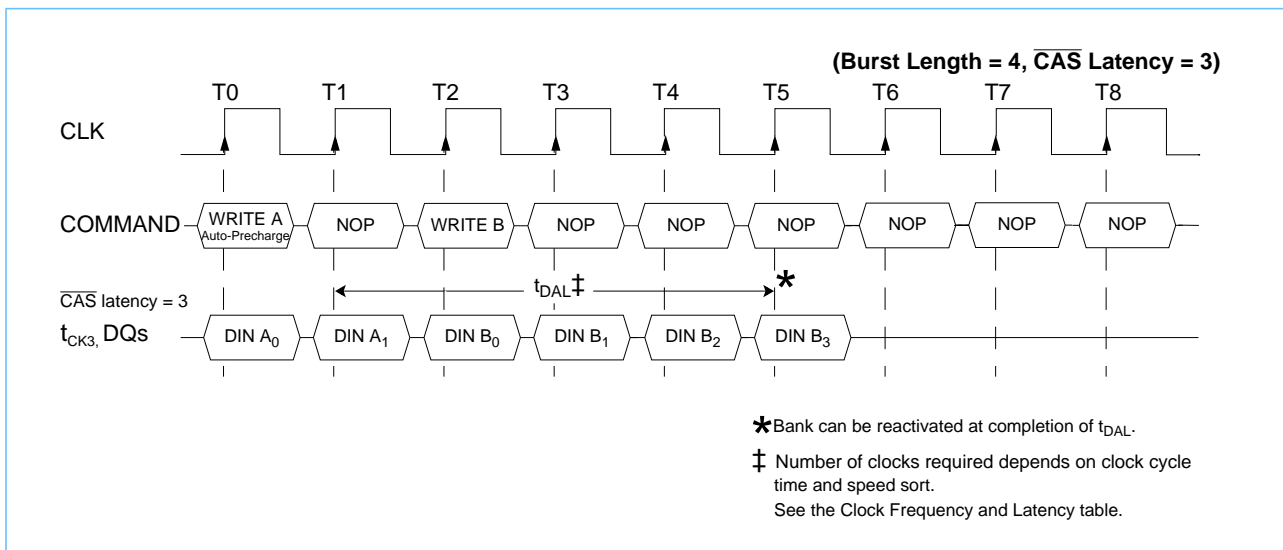 (Burst Length = 4, CAS Latency = 3)
T0 T1 T2 T3 T4 T5 T6 T7 T8
CLK
COMMAND
WRITE A
Auto-Precharge
NOP WRITE B NOP NOP NOP NOP NOP NOP
tDAL‡ *
CAS latency = 3
tCK3, DQs
DIN A0 DIN A1 DIN B0 DIN B1 DIN B2 DIN B3
* Bank can be reactivated at completion of tDAL.
‡ Number of clocks required depends on clock cycle
time and speed sort.
See the Clock Frequency and Latency table.